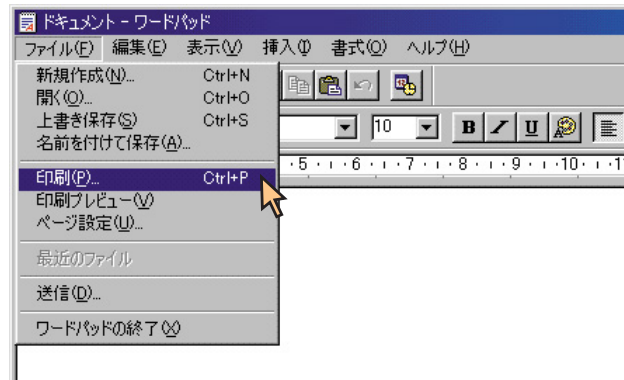 ドキュメント - ワードパッド
ファイル(F) 編集(E) 表示(V) 挿入(I) 書式(O) ヘルプ(H)
新規作成(N)... Ctrl+N
開く(O)... Ctrl+O
上書き保存(S) Ctrl+S
名前を付けて保存(A)...
10 B / U
· 5 · ı · 6 · ı · 7 · ı · 8 · ı · 9 · ı · 10 · ı · 1
印刷(P)... Ctrl+P
印刷プレビュー(V)
ページ設定(U)...
最近のファイル
送信(D)...
ワードパッドの終了(X)